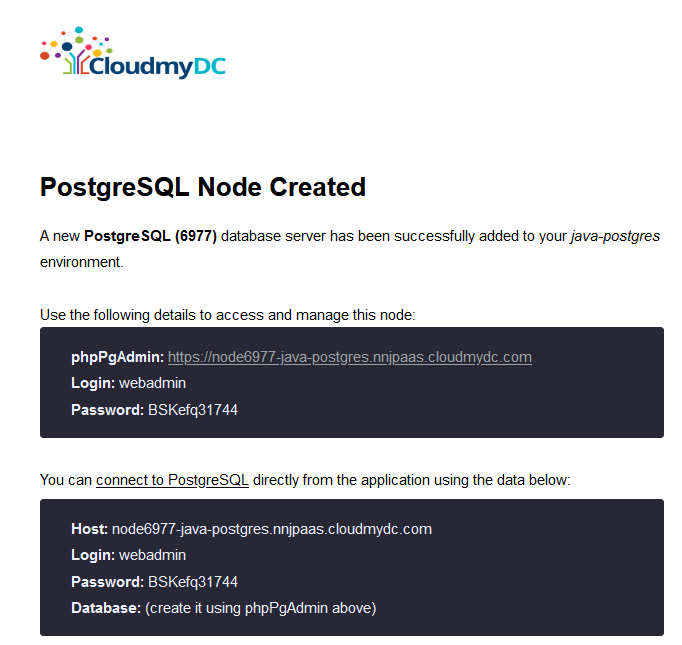 CloudmyDC
PostgreSQL Node Created
A new PostgreSQL (6977) database server has been successfully added to your java-postgres
environment.
Use the following details to access and manage this node:
phpPgAdmin: https://node6977-java-postgres.nnjpaas.cloudmydc.com
Login: webadmin
Password: BSKefq31744
You can connect to PostgreSQL directly from the application using the data below:
Host: node6977-java-postgres.nnjpaas.cloudmydc.com
Login: webadmin
Password: BSKefq31744
Database: (create it using phpPgAdmin above)